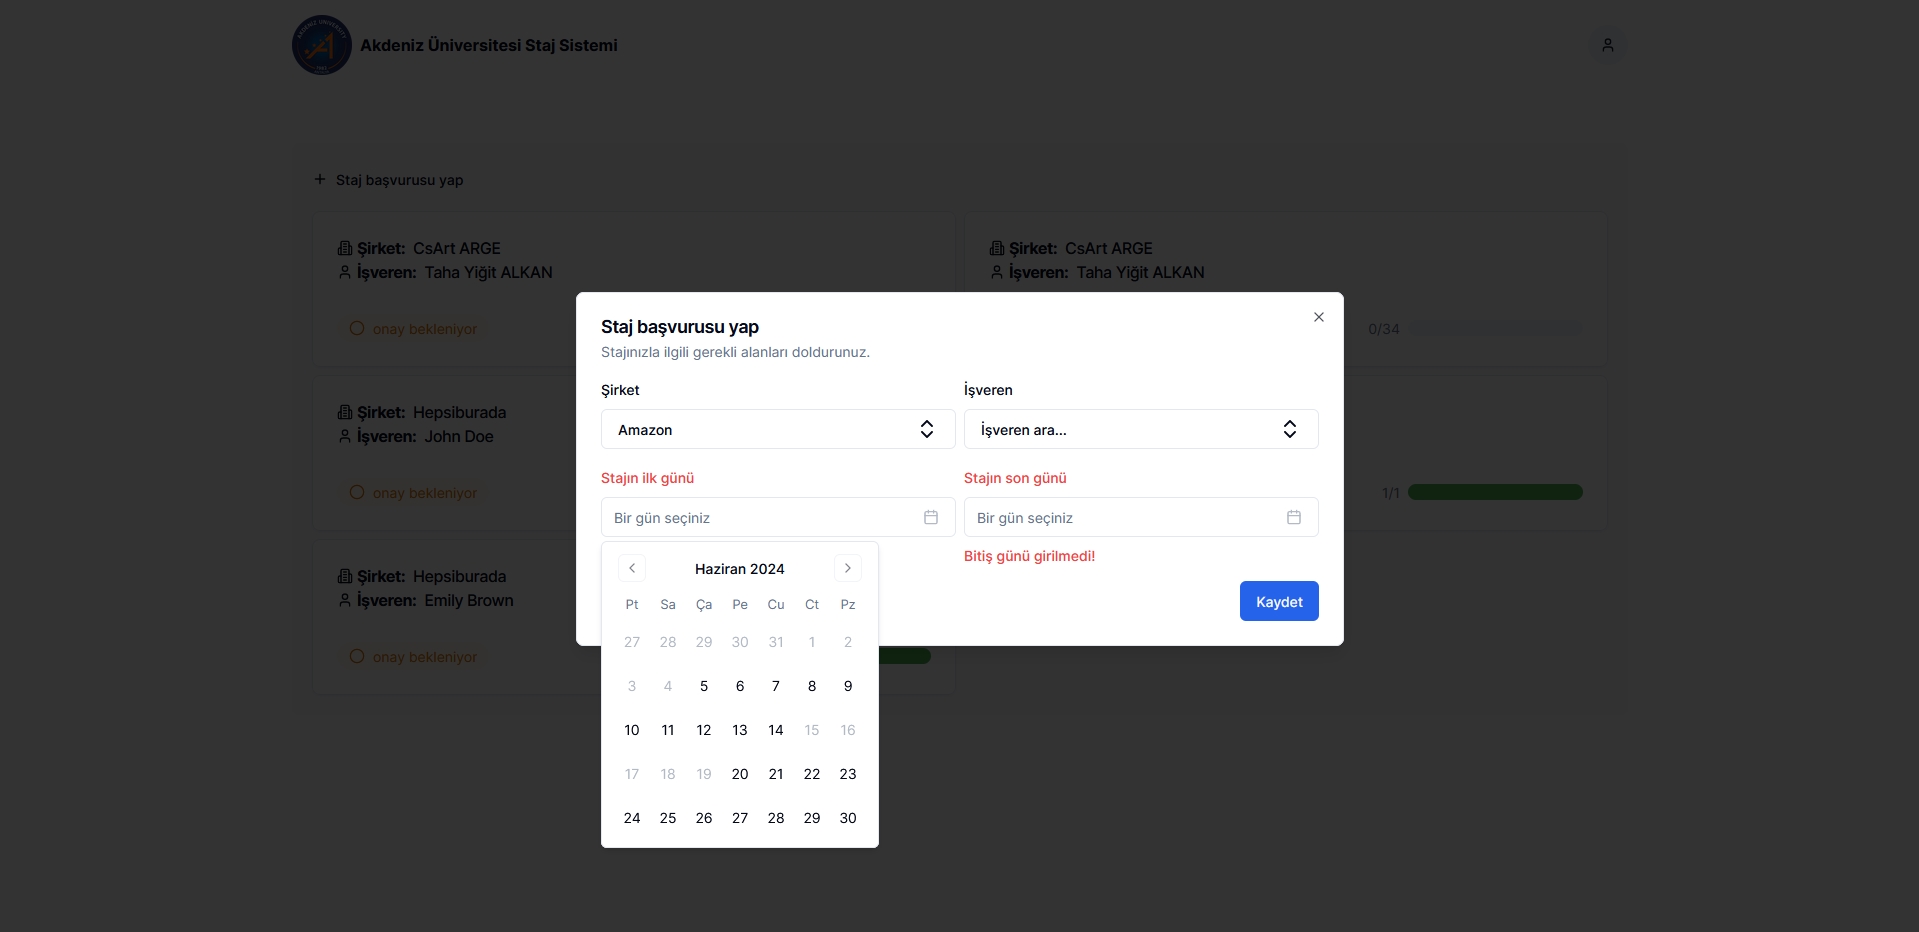 AKDENİZ UNIVERSITY
1982
Akdeniz Üniversitesi Staj Sistemi
+ Staj başvurusu yap
Şirket: CsArt ARGE
İşveren: Taha Yiğit ALKAN
onay bekleniyor
Şirket: CsArt ARGE
İşveren: Taha Yiğit ALKAN
0/34
Şirket: Hepsiburada
İşveren: John Doe
onay bekleniyor
1/1
Şirket: Hepsiburada
İşveren: Emily Brown
onay bekleniyor
Staj başvurusu yap
Stajınızla ilgili gerekli alanları doldurunuz.
Şirket
Amazon
İşveren
İşveren ara...
Stajın ilk günü
Bir gün seçiniz
Stajın son günü
Bir gün seçiniz
Bitiş günü girilmedi!
Kaydet
Haziran 2024
Pt Sa Ça Pe Cu Ct Pz
27 28 29 30 31 1 2
3 4 5 6 7 8 9
10 11 12 13 14 15 16
17 18 19 20 21 22 23
24 25 26 27 28 29 30